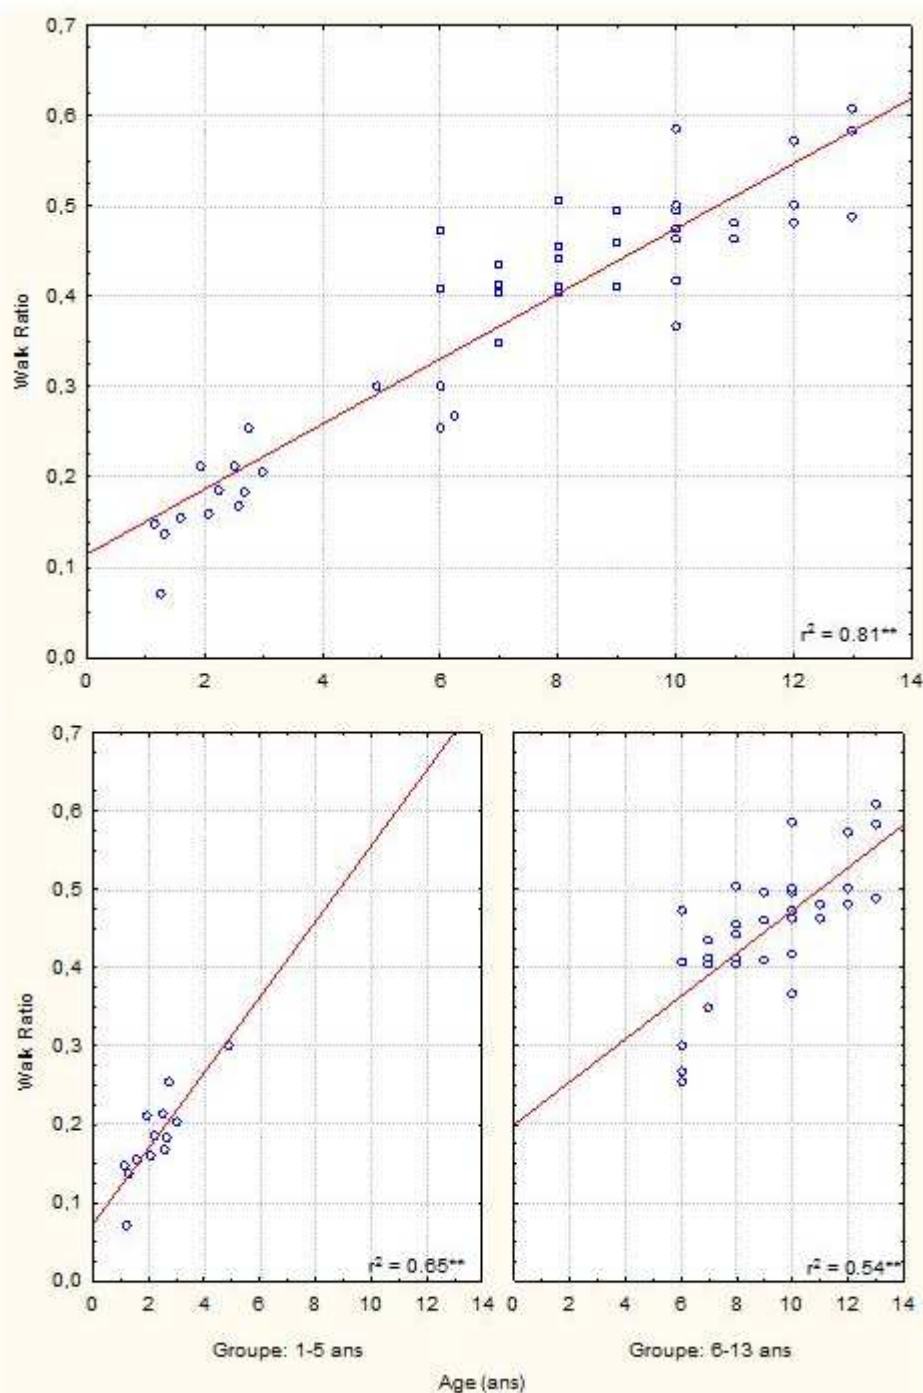 0,7
0,6
0,5
0,4
0,3
0,2
0,1
0,0
Walk Ratio
r² = 0.81**
0 2 4 6 8 10 12 14
0,7
0,6
0,5
0,4
0,3
0,2
0,1
0,0
Walk Ratio
r² = 0.65**
r² = 0.54**
0 2 4 6 8 10 12 14
0 2 4 6 8 10 12 14
Groupe: 1-5 ans
Groupe: 6-13 ans
Age (ans)